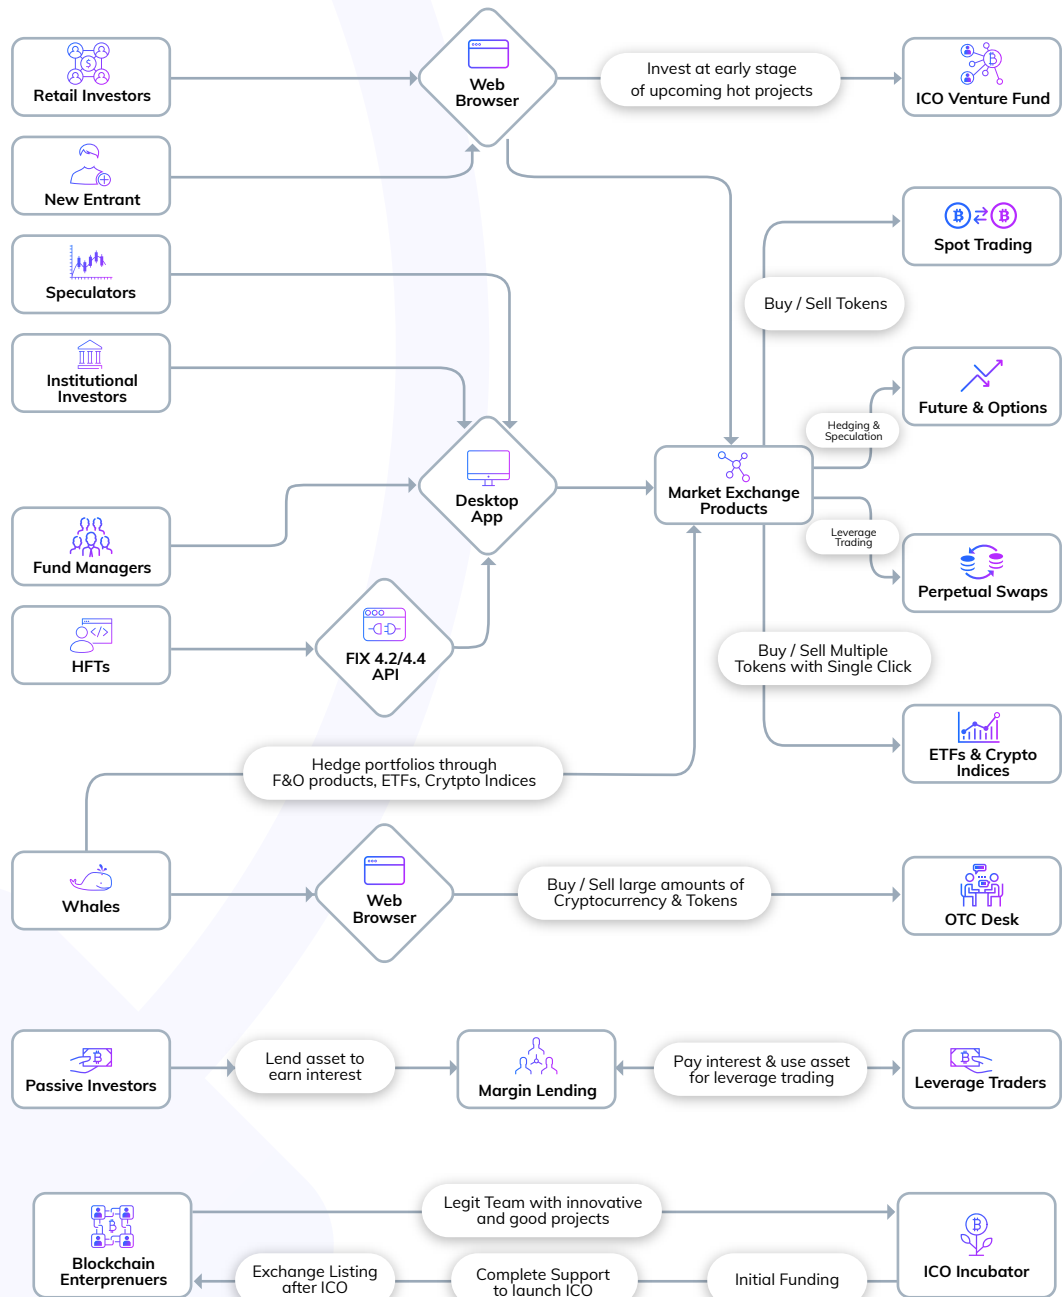 Retail Investors
Web
Browser
Invest at early stage
of upcoming hot projects
ICO Venture Fund
New Entrant
Spot Trading
Speculators
Buy / Sell Tokens
Institutional
Investors
Future & Options
Hedging &
Speculation
Desktop
App
Market Exchange
Products
Leverage
Trading
Fund Managers
Perpetual Swaps
HFTs
FIX 4.2/4.4
API
Buy / Sell Multiple
Tokens with Single Click
ETFs & Crypto
Indices
Hedge portfolios through
F&O products, ETFs, Crytpto Indices
Whales
Web
Browser
Buy / Sell large amounts of
Cryptocurrency & Tokens
OTC Desk
Passive Investors
Lend asset to
earn interest
Margin Lending
Pay interest & use asset
for leverage trading
Leverage Traders
Blockchain
Enterprenuers
Legit Team with innovative
and good projects
ICO Incubator
Exchange Listing
after ICO
Complete Support
to launch ICO
Initial Funding